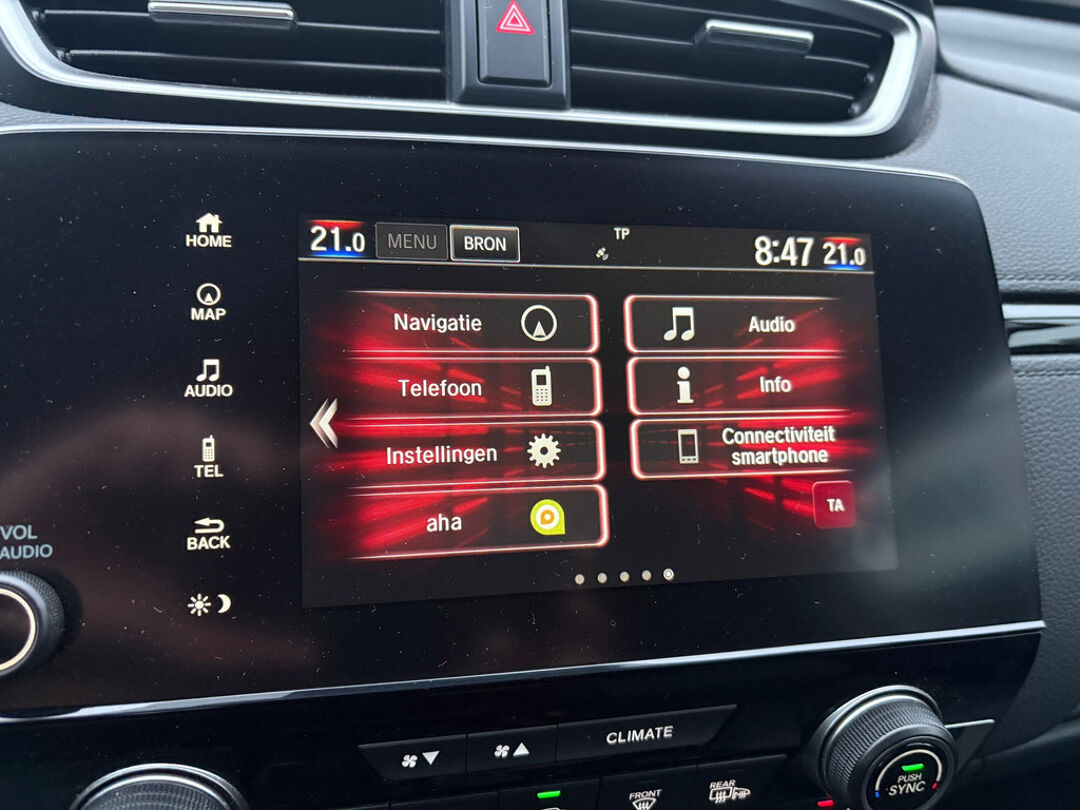 21.0 MENU BRON TP 8:47 21.0
HOME
MAP
AUDIO
TEL
BACK
VOL
AUDIO
Navigatie
Audio
Telefoon
Info
Instellingen
Connectiviteit
smartphone
aha
TA
CLIMATE
FRONT
REAR
PUSH
SYNC